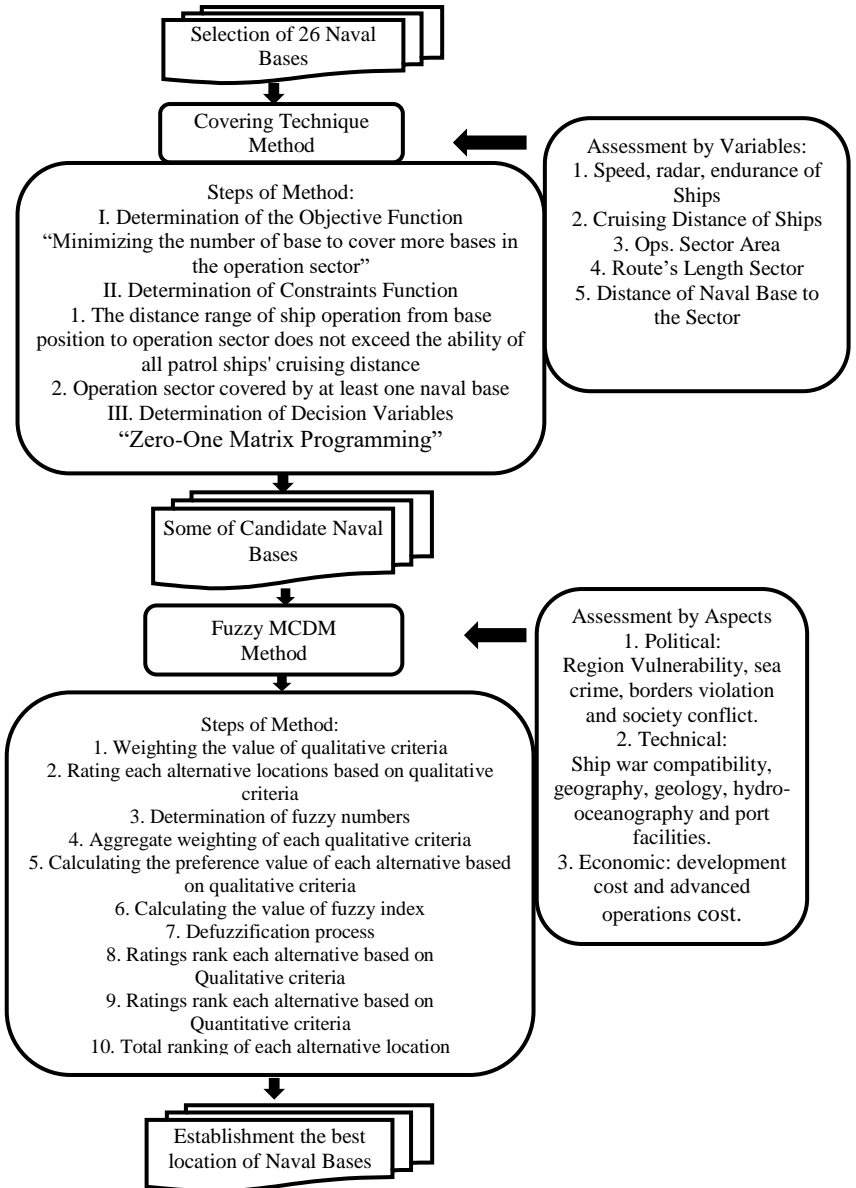 Selection of 26 Naval
Bases
Covering Technique
Method
Assessment by Variables:
1. Speed, radar, endurance of
Ships
2. Cruising Distance of Ships
3. Ops. Sector Area
4. Route's Length Sector
5. Distance of Naval Base to
the Sector
Steps of Method:
I. Determination of the Objective Function
“Minimizing the number of base to cover more bases in
the operation sector”
II. Determination of Constraints Function
1. The distance range of ship operation from base
position to operation sector does not exceed the ability of
all patrol ships' cruising distance
2. Operation sector covered by at least one naval base
III. Determination of Decision Variables
“Zero-One Matrix Programming”
Some of Candidate Naval
Bases
Fuzzy MCDM
Method
Assessment by Aspects
1. Political:
Region Vulnerability, sea
crime, borders violation
and society conflict.
2. Technical:
Ship war compatibility,
geography, geology, hydro-
oceanography and port
facilities.
3. Economic: development
cost and advanced
operations cost.
Steps of Method:
1. Weighting the value of qualitative criteria
2. Rating each alternative locations based on qualitative
criteria
3. Determination of fuzzy numbers
4. Aggregate weighting of each qualitative criteria
5. Calculating the preference value of each alternative based
on qualitative criteria
6. Calculating the value of fuzzy index
7. Defuzzification process
8. Ratings rank each alternative based on
Qualitative criteria
9. Ratings rank each alternative based on
Quantitative criteria
10. Total ranking of each alternative location
Establishment the best
location of Naval Bases